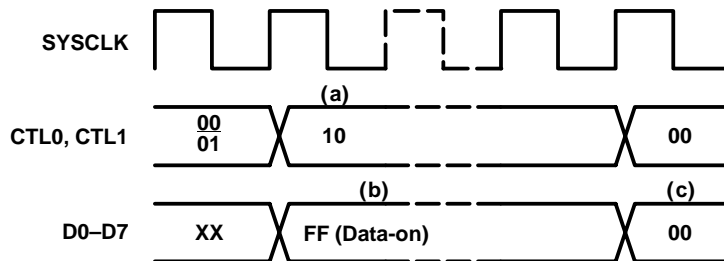 SYSCLK
(a)
CTL0, CTL1
00
01
10
00
(b)
(c)
D0–D7
XX
FF (Data-on)
00